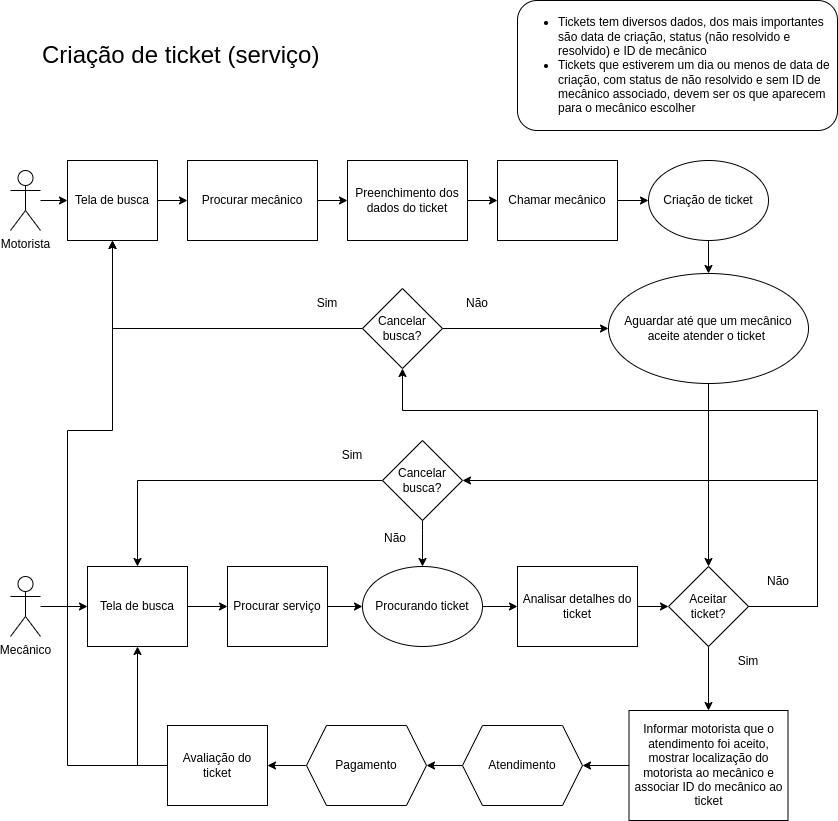 Criação de ticket (serviço)
• Tickets tem diversos dados, dos mais importantes
são data de criação, status (não resolvido e
resolvido) e ID de mecânico
• Tickets que estiverem um dia ou menos de data de
criação, com status de não resolvido e sem ID de
mecânico associado, devem ser os que aparecem
para o mecânico escolher
Motorista
Tela de busca
Procurar mecânico
Preenchimento dos
dados do ticket
Chamar mecânico
Criação de ticket
Sim
Cancelar
busca?
Não
Aguardar até que um mecânico
aceite atender o ticket
Sim
Cancelar
busca?
Não
Mecânico
Tela de busca
Procurar serviço
Procurando ticket
Analisar detalhes do
ticket
Aceitar
ticket?
Não
Sim
Avaliação do
ticket
Pagamento
Atendimento
Informar motorista que o
atendimento foi aceito,
mostrar localização do
motorista ao mecânico e
associar ID do mecânico ao
ticket